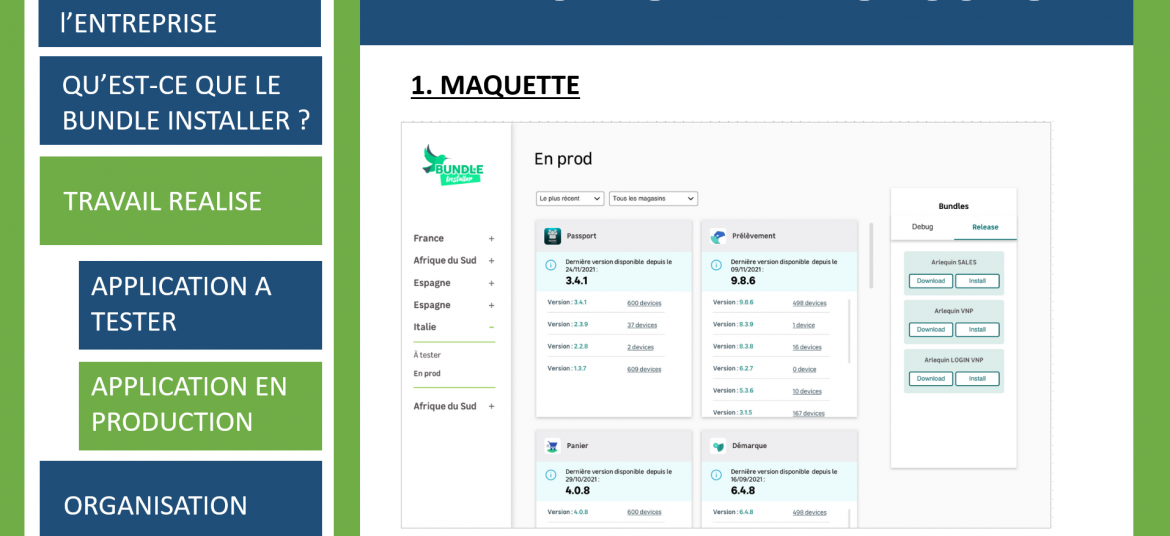 l'ENTREPRISE
QU'EST-CE QUE LE
BUNDLE INSTALLER ?
TRAVAIL REALISE
APPLICATION A
TESTER
APPLICATION EN
PRODUCTION
ORGANISATION
1. MAQUETTE
BUNDLE
Installer
France +
Afrique du Sud +
Espagne +
Espagne +
Italie -
À tester
En prod
Afrique du Sud +
En prod
Le plus récent
Tous les magasins
Passport
Dernière version disponible depuis le
24/11/2021 :
3.4.1
Version : 3.4.1 600 devices
Version : 2.3.9 37 devices
Version : 2.2.8 2 devices
Version : 1.3.7 609 devices
Prélèvement
Dernière version disponible depuis le
09/11/2021 :
9.8.6
Version : 9.8.6 498 devices
Version : 8.3.9 1 device
Version : 8.3.8 16 devices
Version : 6.2.7 0 device
Version : 5.3.6 10 devices
Version : 3.1.5 167 devices
Panier
Dernière version disponible depuis le
29/10/2021 :
4.0.8
Version : 4.0.8 600 devices
Démarque
Dernière version disponible depuis le
16/09/2021 :
6.4.8
Version : 6.4.8 498 devices
Bundles
Debug Release
Arlequin SALES
Download Install
Arlequin VNP
Download Install
Arlequin LOGIN VNP
Download Install